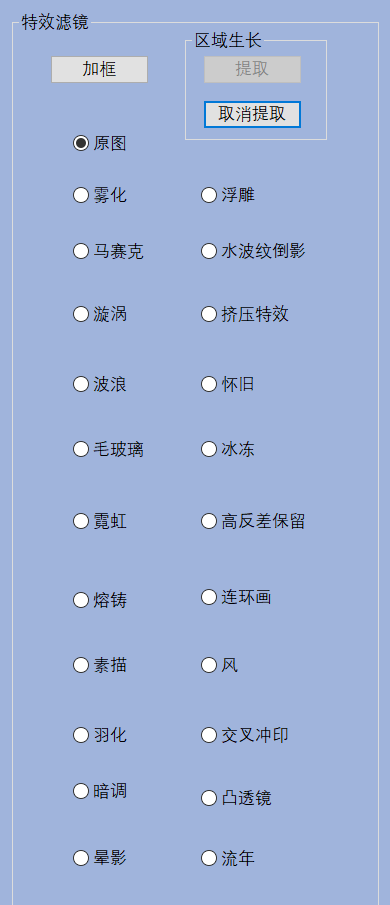 特效滤镜
区域生长
加框
提取
取消提取
原图
雾化
浮雕
马赛克
水波纹倒影
漩涡
挤压特效
波浪
怀旧
毛玻璃
冰冻
霓虹
高反差保留
熔铸
连环画
素描
风
羽化
交叉冲印
暗调
凸透镜
晕影
流年